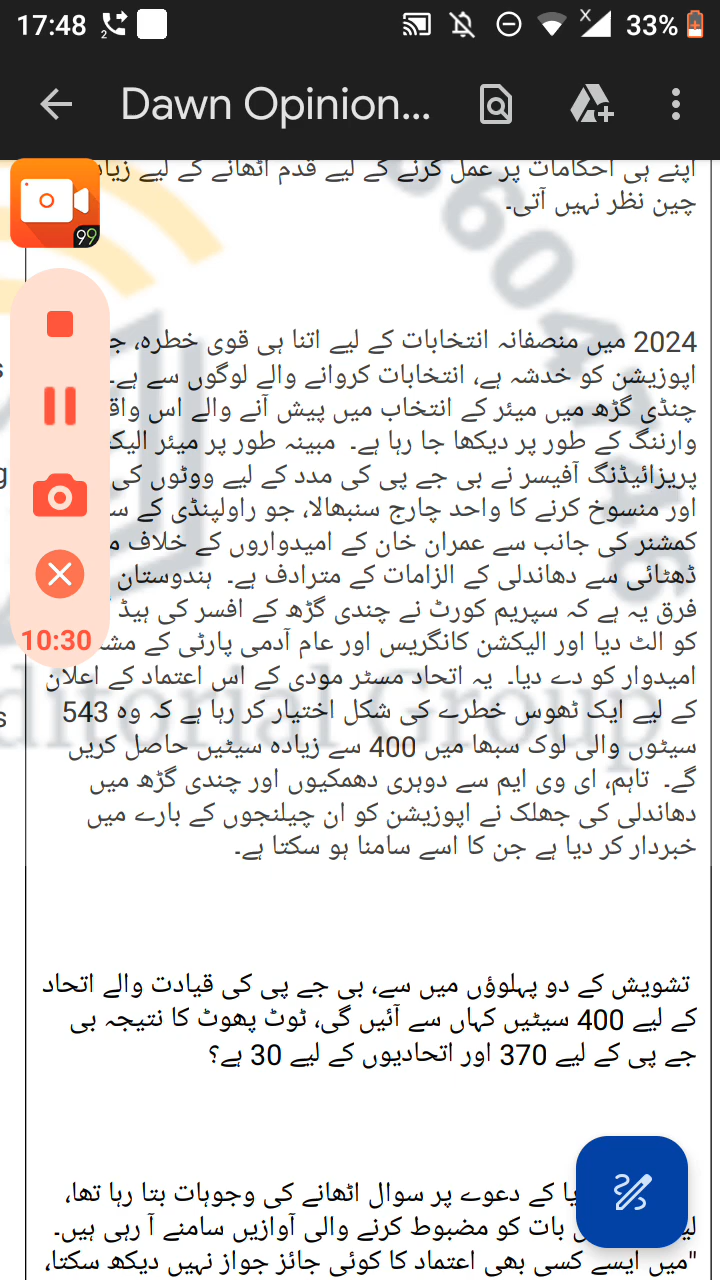 17:48
2
X
33%
Dawn Opinion...
اپنے ہی احکامات پر عمل کرنے کے لیے قدم اٹھانے کے لیے
چین نظر نہیں آتی۔
99
2024 میں منصفانہ انتخابات کے لیے اتنا ہی قوی خطرہ،
اپوزیشن کو خدشہ ہے، انتخابات کروانے والے لوگوں سے ہے۔
چنڈی گڑھ میں میئر کے انتخاب میں پیش آنے والے اس
وارننگ کے طور پر دیکھا جا رہا ہے۔ مبینہ طور پر میئر
پریزائیڈنگ آفیسر نے بی جے پی کی مدد کے لیے ووٹوں کی
اور منسوخ کرنے کا واحد چارج سنبھالا، جو راولپنڈی کے
کمشنر کی جانب سے عمران خان کے امیدواروں کے خلاف
ڈھٹائی سے دھاندلی کے الزامات کے مترادف ہے۔ ہندوستان
فرق یہ ہے کہ سپریم کورٹ نے چندی گڑھ کے افسر کی ہیڈ
کو الٹ دیا اور الیکشن کانگریس اور عام آدمی پارٹی کے
10:30
امیدوار کو دے دیا۔ یہ اتحاد مسٹر مودی کے اس اعتماد کے اعلان
کے لیے ایک ٹھوس خطرے کی شکل اختیار کر رہا ہے کہ وہ 543
سیٹوں والی لوک سبھا میں 400 سے زیادہ سیٹیں حاصل کریں
گے۔ تاہم، ای وی ایم سے دوہری دھمکیوں اور چندی گڑھ میں
دھاندلی کی جھلک نے اپوزیشن کو ان چیلنجوں کے بارے میں
خبردار کر دیا ہے جن کا اسے سامنا ہو سکتا ہے۔
تشویش کے دو پہلوؤں میں سے، بی جے پی کی قیادت والے اتحاد
کے لیے 400 سیٹیں کہاں سے آئیں گی، ٹوٹ پھوٹ کا نتیجہ بی
جے پی کے لیے 370 اور اتحادیوں کے لیے 30 ہے؟
کے دعوے پر سوال اٹھانے کی وجوہات بتا رہا تھا،
بات کو مضبوط کرنے والی آوازیں سامنے آ رہی ہیں۔
"میں ایسے کسی بھی اعتماد کا کوئی جائز جواز نہیں دیکھ سکتا،